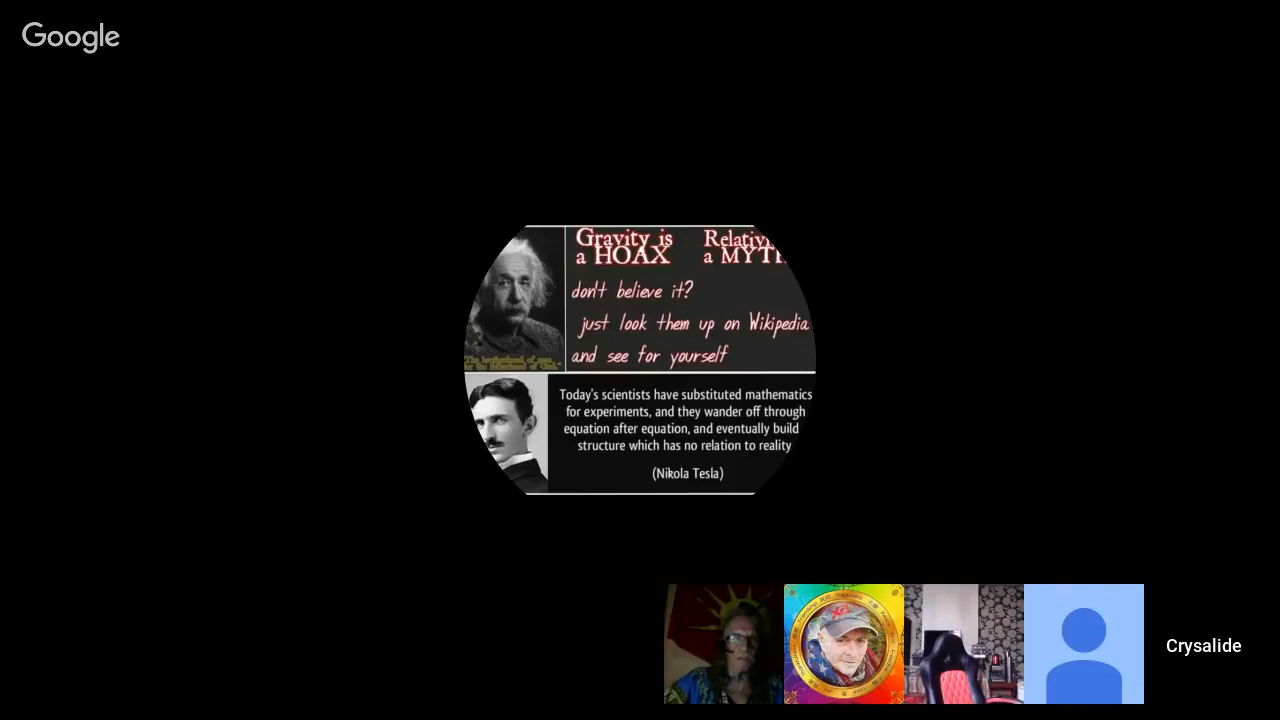 Google
Gravity is
a HOAX
a
don't believe it?
just look them up on Wikipedia
and see for yourself
Today's scientists have substituted mathematics
for experiments, and they wander off through
equation after equation, and eventually build
structure which has no relation to reality
(Nikola Tesla)
Crysalide